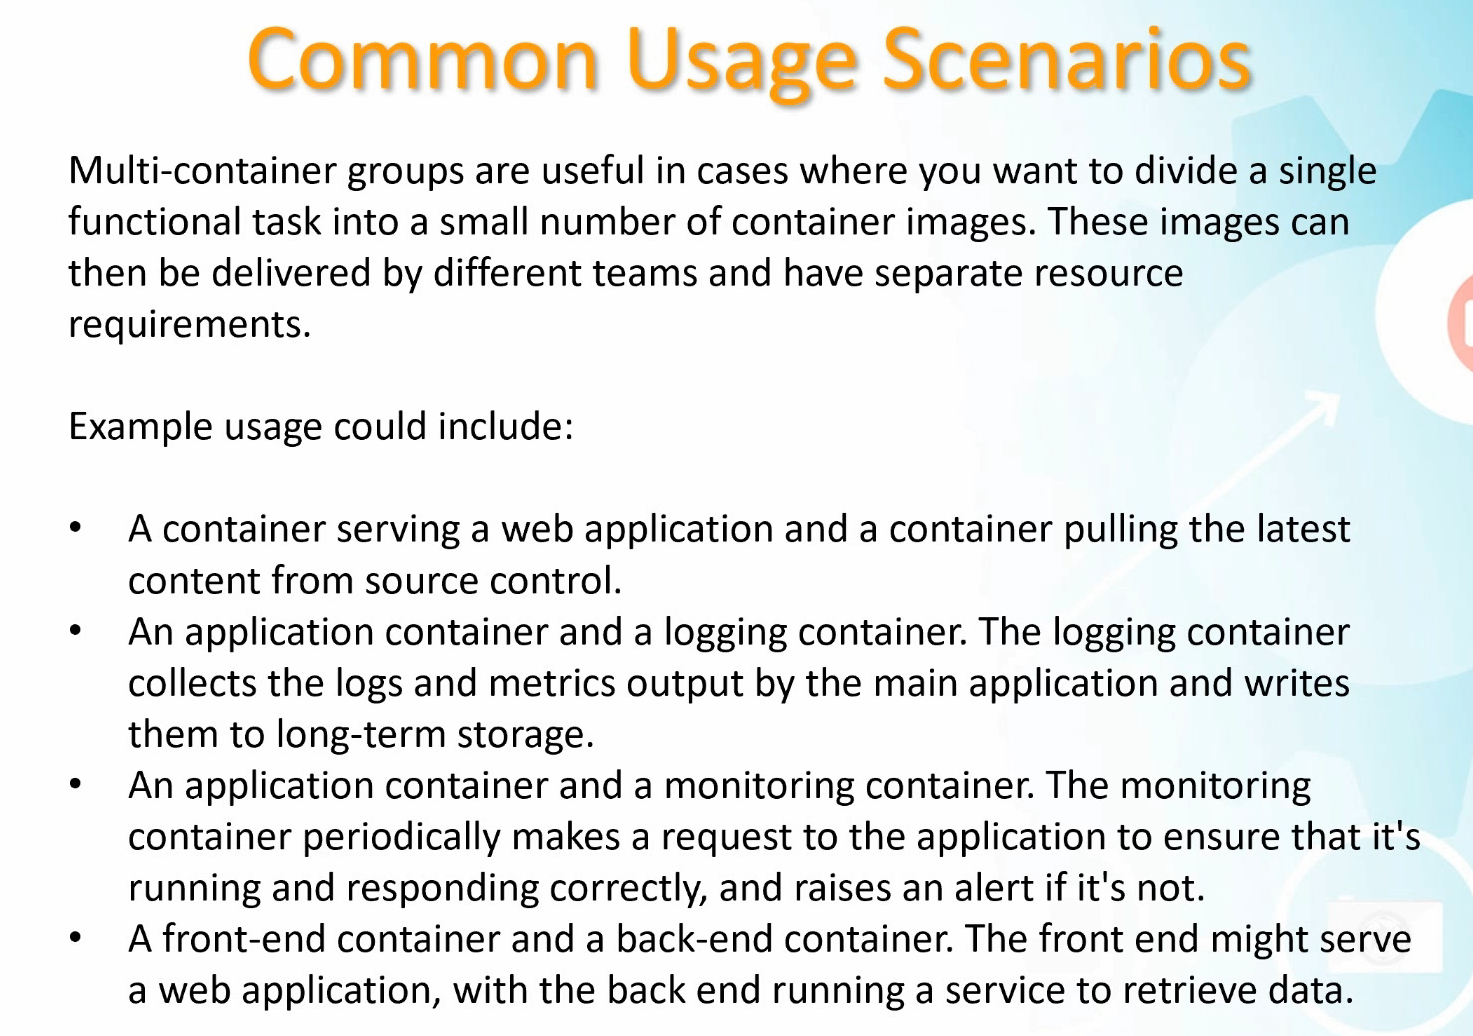 Common Usage Scenarios
Multi-container groups are useful in cases where you want to divide a single
functional task into a small number of container images. These images can
then be delivered by different teams and have separate resource
requirements.
Example usage could include:
• A container serving a web application and a container pulling the latest
content from source control.
• An application container and a logging container. The logging container
collects the logs and metrics output by the main application and writes
them to long-term storage.
• An application container and a monitoring container. The monitoring
container periodically makes a request to the application to ensure that it's
running and responding correctly, and raises an alert if it's not.
• A front-end container and a back-end container. The front end might serve
a web application, with the back end running a service to retrieve data.